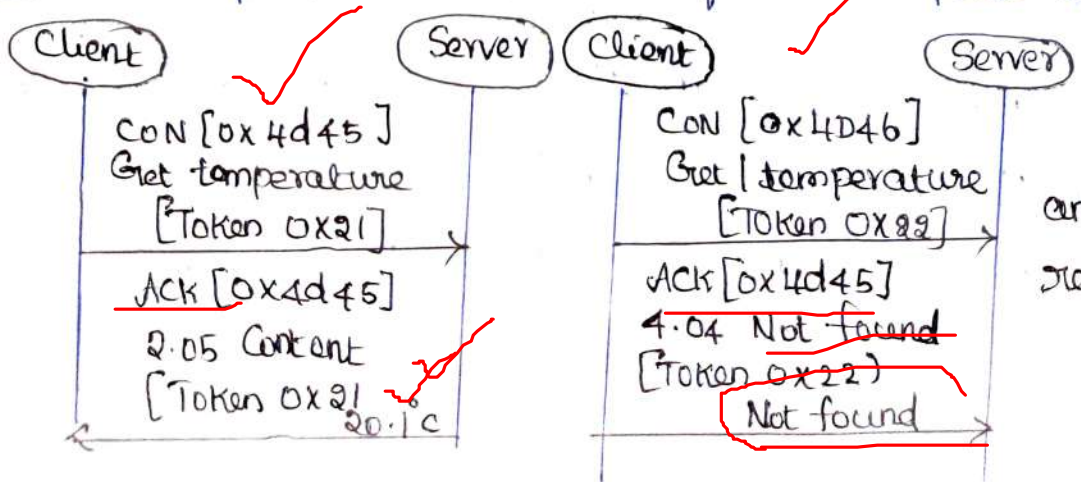 Client
Server
CON [0x4d45]
Get temperature
[Token 0X21]
ACK [0x4d45]
2.05 Content
[Token 0X21
20.1°C
Client
Server
CON [0x4D46]
Get | temperature
[TOKEN 0X22]
ACK [0x4d45]
4.04 Not found
[Token 0X22)
Not found